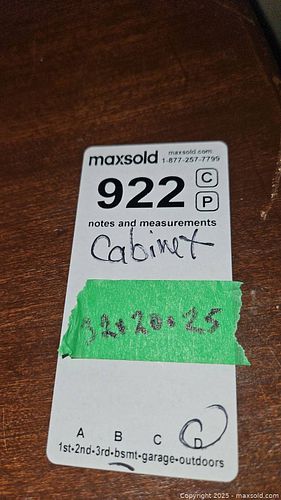 maxsold
maxsold.com
1-877-257-7799
922
C
P
notes and measurements
Cabinet
32x20x25
A B C D
1st-2nd-3rd-bsmt-garage-outdoors
Copyright 2025 - maxsold.com